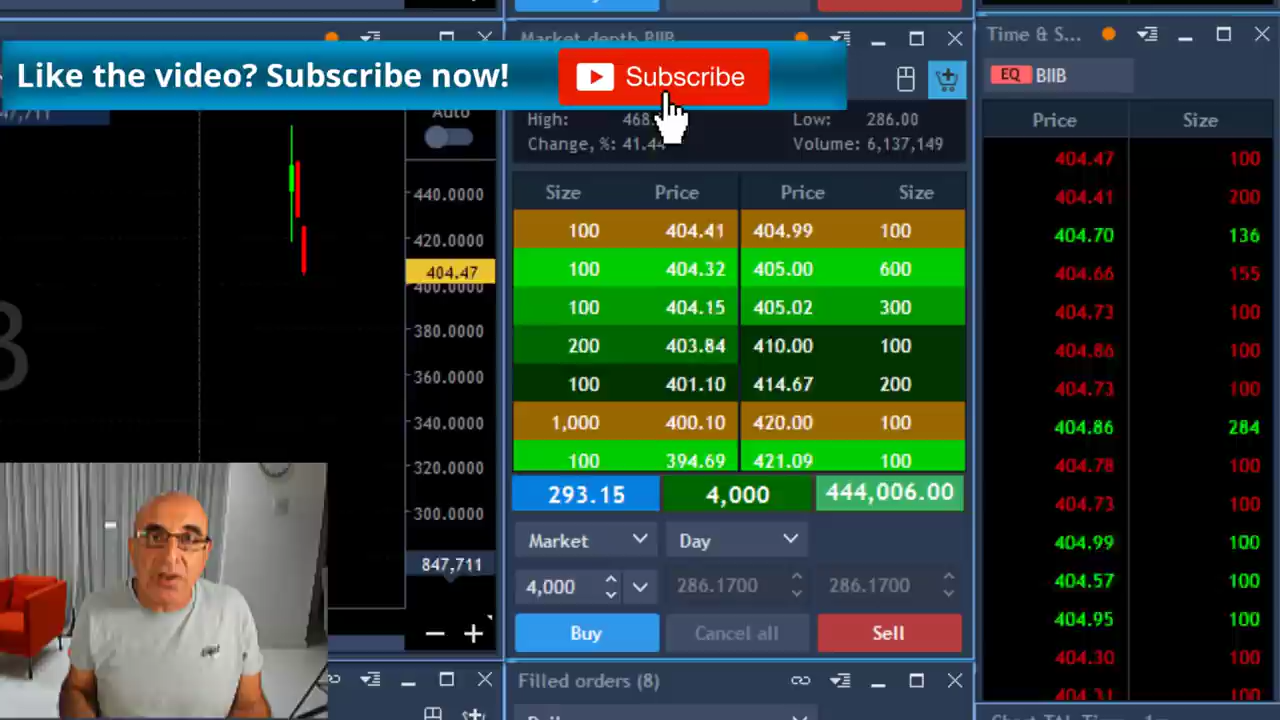 Buy
Market depth BIIB
Time & S...
Like the video? Subscribe now!
Subscribe
EQ BIIB
Auto
High: 468.
Low: 286.00
Change, %: 41.44
Volume: 6,137,149
Price Size
404.47 100
404.41 200
404.70 136
404.66 155
404.73 100
404.86 100
404.73 100
404.86 284
404.78 100
404.73 100
404.99 100
404.57 100
404.95 100
404.30 100
404.31 100
Size Price Price Size
100 404.41 404.99 100
100 404.32 405.00 600
100 404.15 405.02 300
200 403.84 410.00 100
100 401.10 414.67 200
1,000 400.10 420.00 100
100 394.69 421.09 100
293.15 4,000 444,006.00
Market Day
4,000 286.1700 286.1700
Buy Cancel all Sell
Filled orders (8)
440.0000
420.0000
404.47
400.0000
380.0000
360.0000
340.0000
320.0000
300.0000
847,711